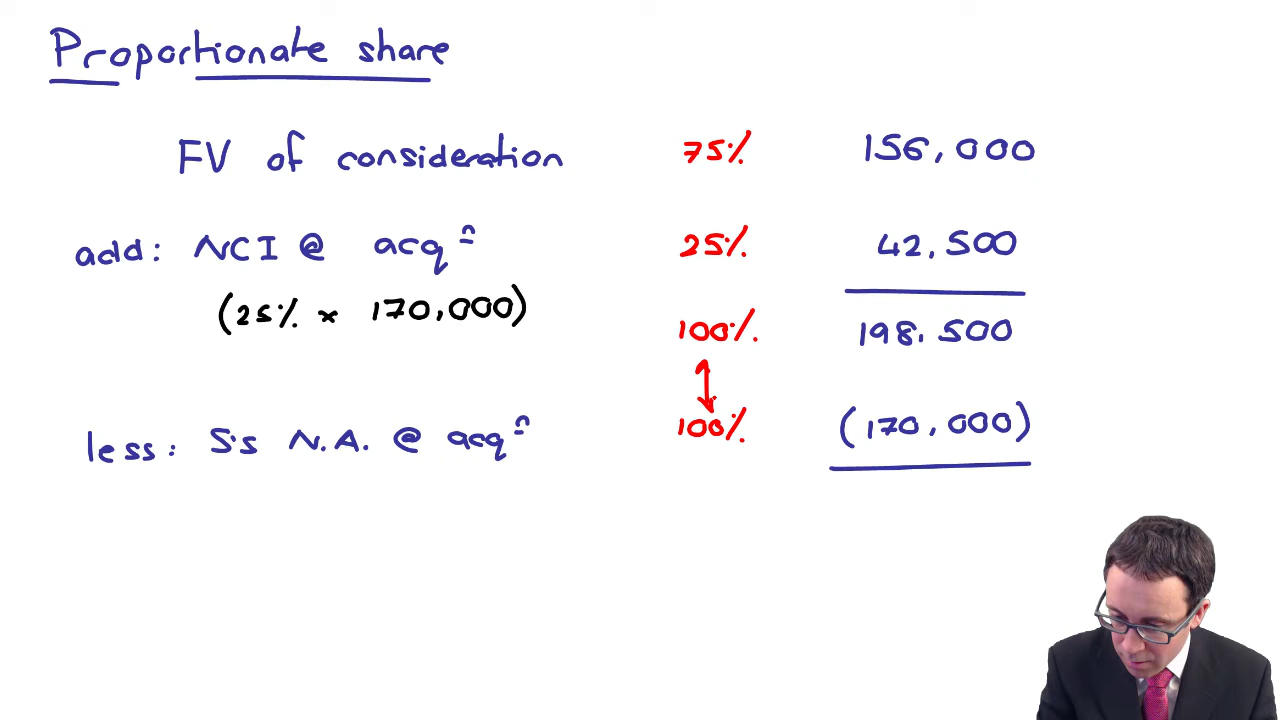 Proportionate share
FV of consideration 75% 156,000
add: NCI @ acqⁿ 25% 42,500
(25% × 170,000)
100% 198,500
less: S's N.A. @ acqⁿ 100% (170,000)